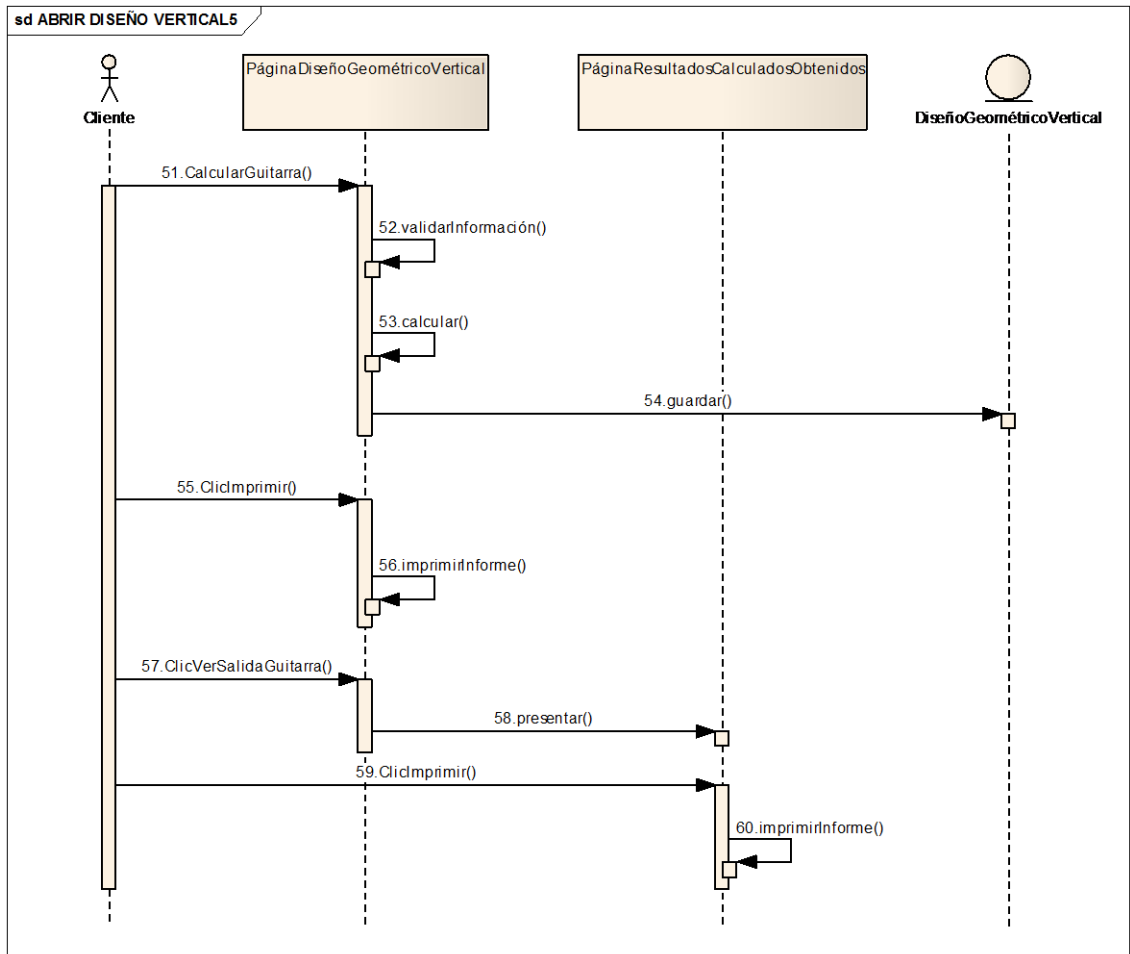 sd ABRIR DISEÑO VERTICAL5
PáginaDiseñoGeométricoVertical
PáginaResultadosCalculadosObtenidos
Cliente
DiseñoGeométricoVertical
51.CalcularGuitarra()
52.validarInformación()
53.calcular()
54.guardar()
55.ClicImprimir()
56.imprimirInforme()
57.ClicVerSalidaGuitarra()
58.presentar()
59.ClicImprimir()
60.imprimirInforme()